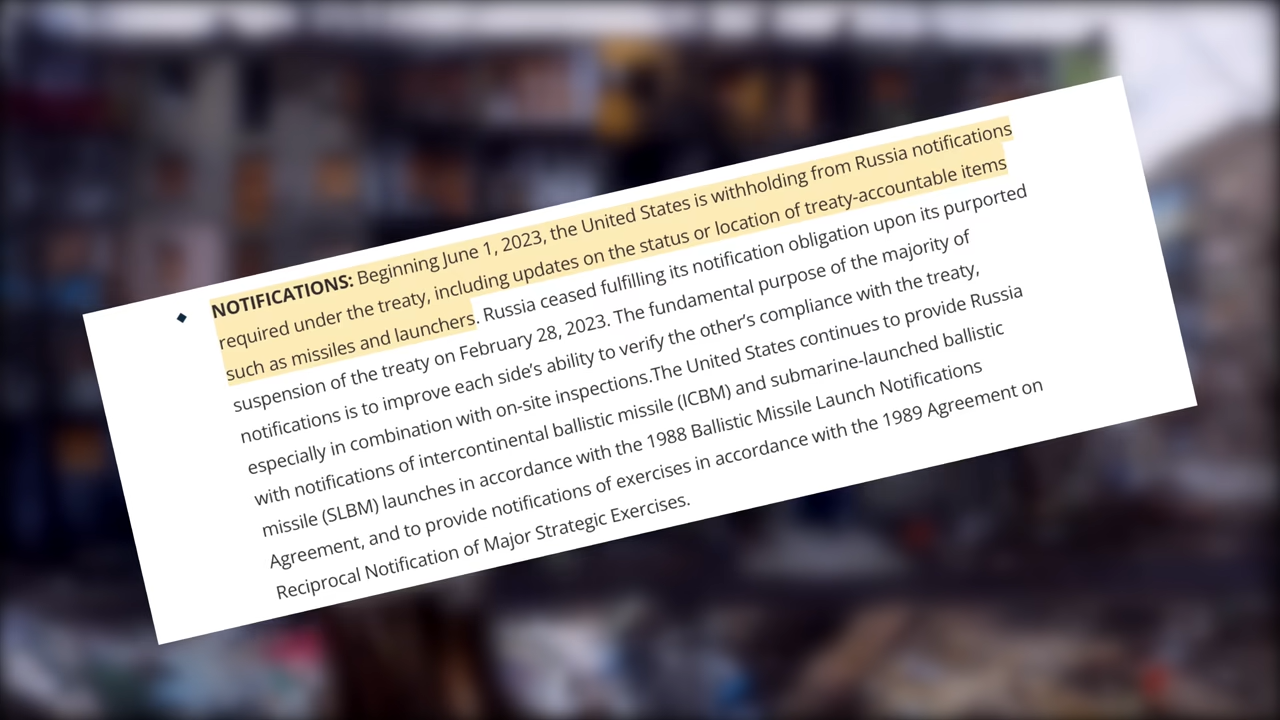 NOTIFICATIONS: Beginning June 1, 2023, the United States is withholding from Russia notifications
required under the treaty, including updates on the status or location of treaty-accountable items
such as missiles and launchers. Russia ceased fulfilling its notification obligation upon its purported
suspension of the treaty on February 28, 2023. The fundamental purpose of the majority of
notifications is to improve each side’s ability to verify the other’s compliance with the treaty,
especially in combination with on-site inspections.The United States continues to provide Russia
with notifications of intercontinental ballistic missile (ICBM) and submarine-launched ballistic
missile (SLBM) launches in accordance with the 1988 Ballistic Missile Launch Notifications
Agreement, and to provide notifications of exercises in accordance with the 1989 Agreement on
Reciprocal Notification of Major Strategic Exercises.